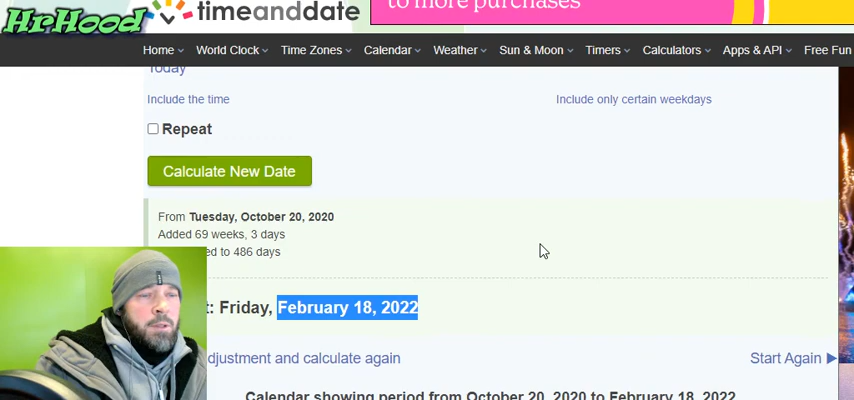 HrHood
timeanddate
to more purchases
Home World Clock Time Zones Calendar Weather Sun & Moon Timers Calculators Apps & API Free Fun
Today
Include the time Include only certain weekdays
Repeat
Calculate New Date
From Tuesday, October 20, 2020
Added 69 weeks, 3 days
ed to 486 days
t: Friday, February 18, 2022
djustment and calculate again Start Again
Calendar showing period from October 20, 2020 to February 18, 2022